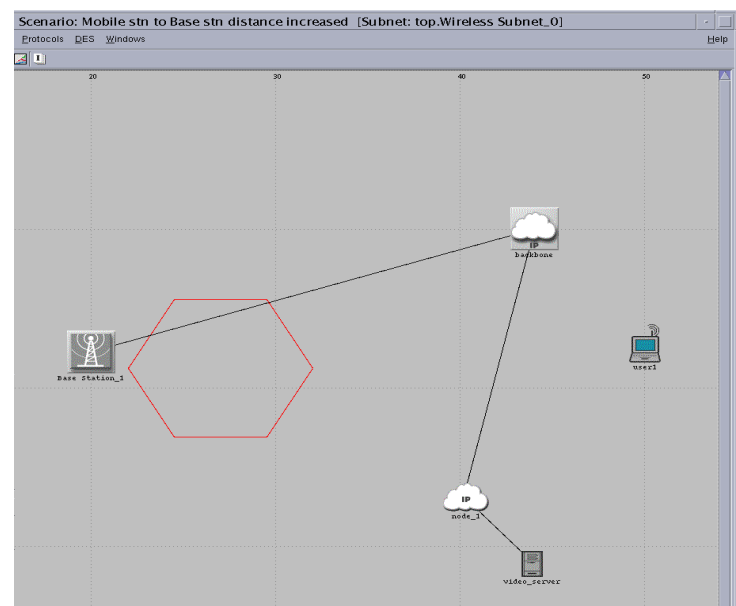 Scenario: Mobile stn to Base stn distance increased [Subnet: top.Wireless Subnet_0]
Protocols DES Windows Help
20 30 40 50
IP
backbone
Base Station_1
user1
IP
node_1
video_server